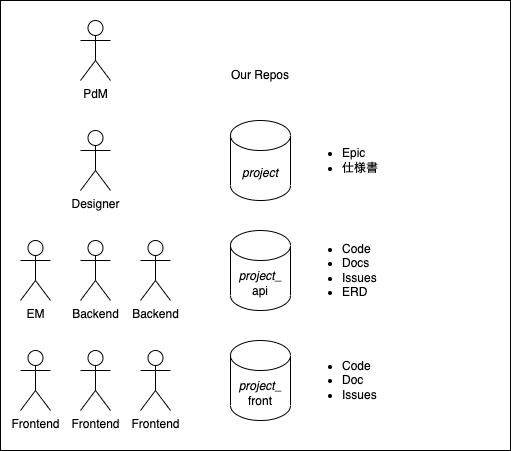 PdM
Our Repos
Designer
project
Epic
仕様書
EM
Backend
Backend
project_
api
Code
Docs
Issues
ERD
Frontend
Frontend
Frontend
project_
front
Code
Doc
Issues